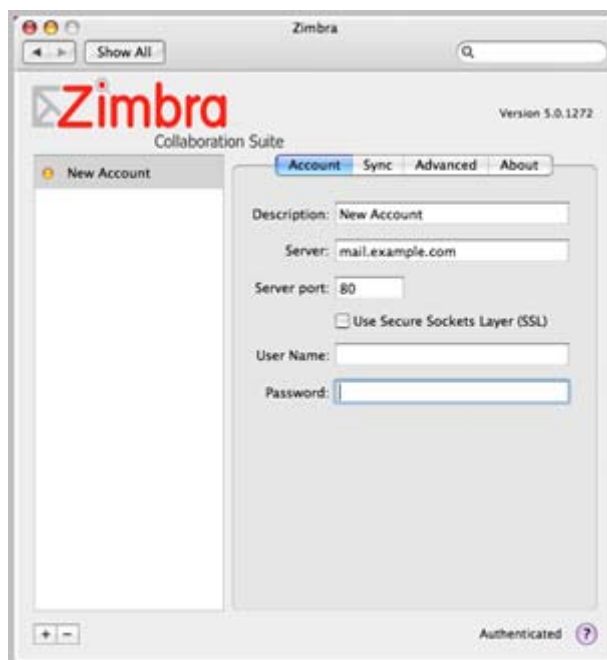 Zimbra
Show All
Zimbra
Version 5.0.1272
Collaboration Suite
New Account
Account Sync Advanced About
Description: New Account
Server: mail.example.com
Server port: 80
Use Secure Sockets Layer (SSL)
User Name:
Password:
+ −
Authenticated ?